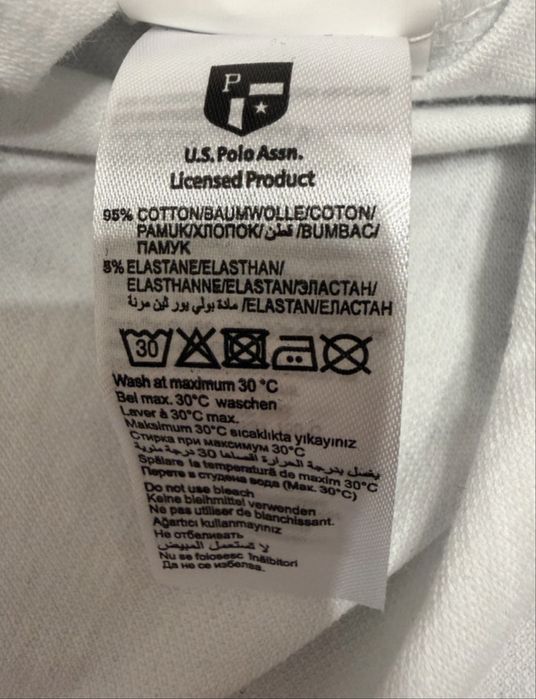 P
U.S. Polo Assn.
Licensed Product
95% COTTON/BAUMWOLLE/COTON/
PAMUK/ХЛОПОК/قطن /BUMBAC/
ПАМУК
5% ELASTANE/ELASTHAN/
ELASTHANNE/ELASTAN/ЭЛАСТАН/
مادة بولي يور ثين مرنة /ELASTAN/ЕЛАСТАН
30
Wash at maximum 30 °C
Bei max. 30°C waschen
Laver à 30°C max.
Maksimum 30°C sıcaklıkta yıkayınız
Стирка при максимум 30°C
يغسل بدرجة الحرارة اقصاها 30 درجة مئوية
Spălare la temperatură de maxim 30°C
Перете в студена вода (Max. 30°C)
Do not use bleach
Keine bleihmittel verwenden
Ne pas utiliser de blanchissant.
Ağartıcı kullanmayınız
Не отбеливать
لا تستعمل المبيض
Nu se folosesc înălbitori
Да не се избелва.